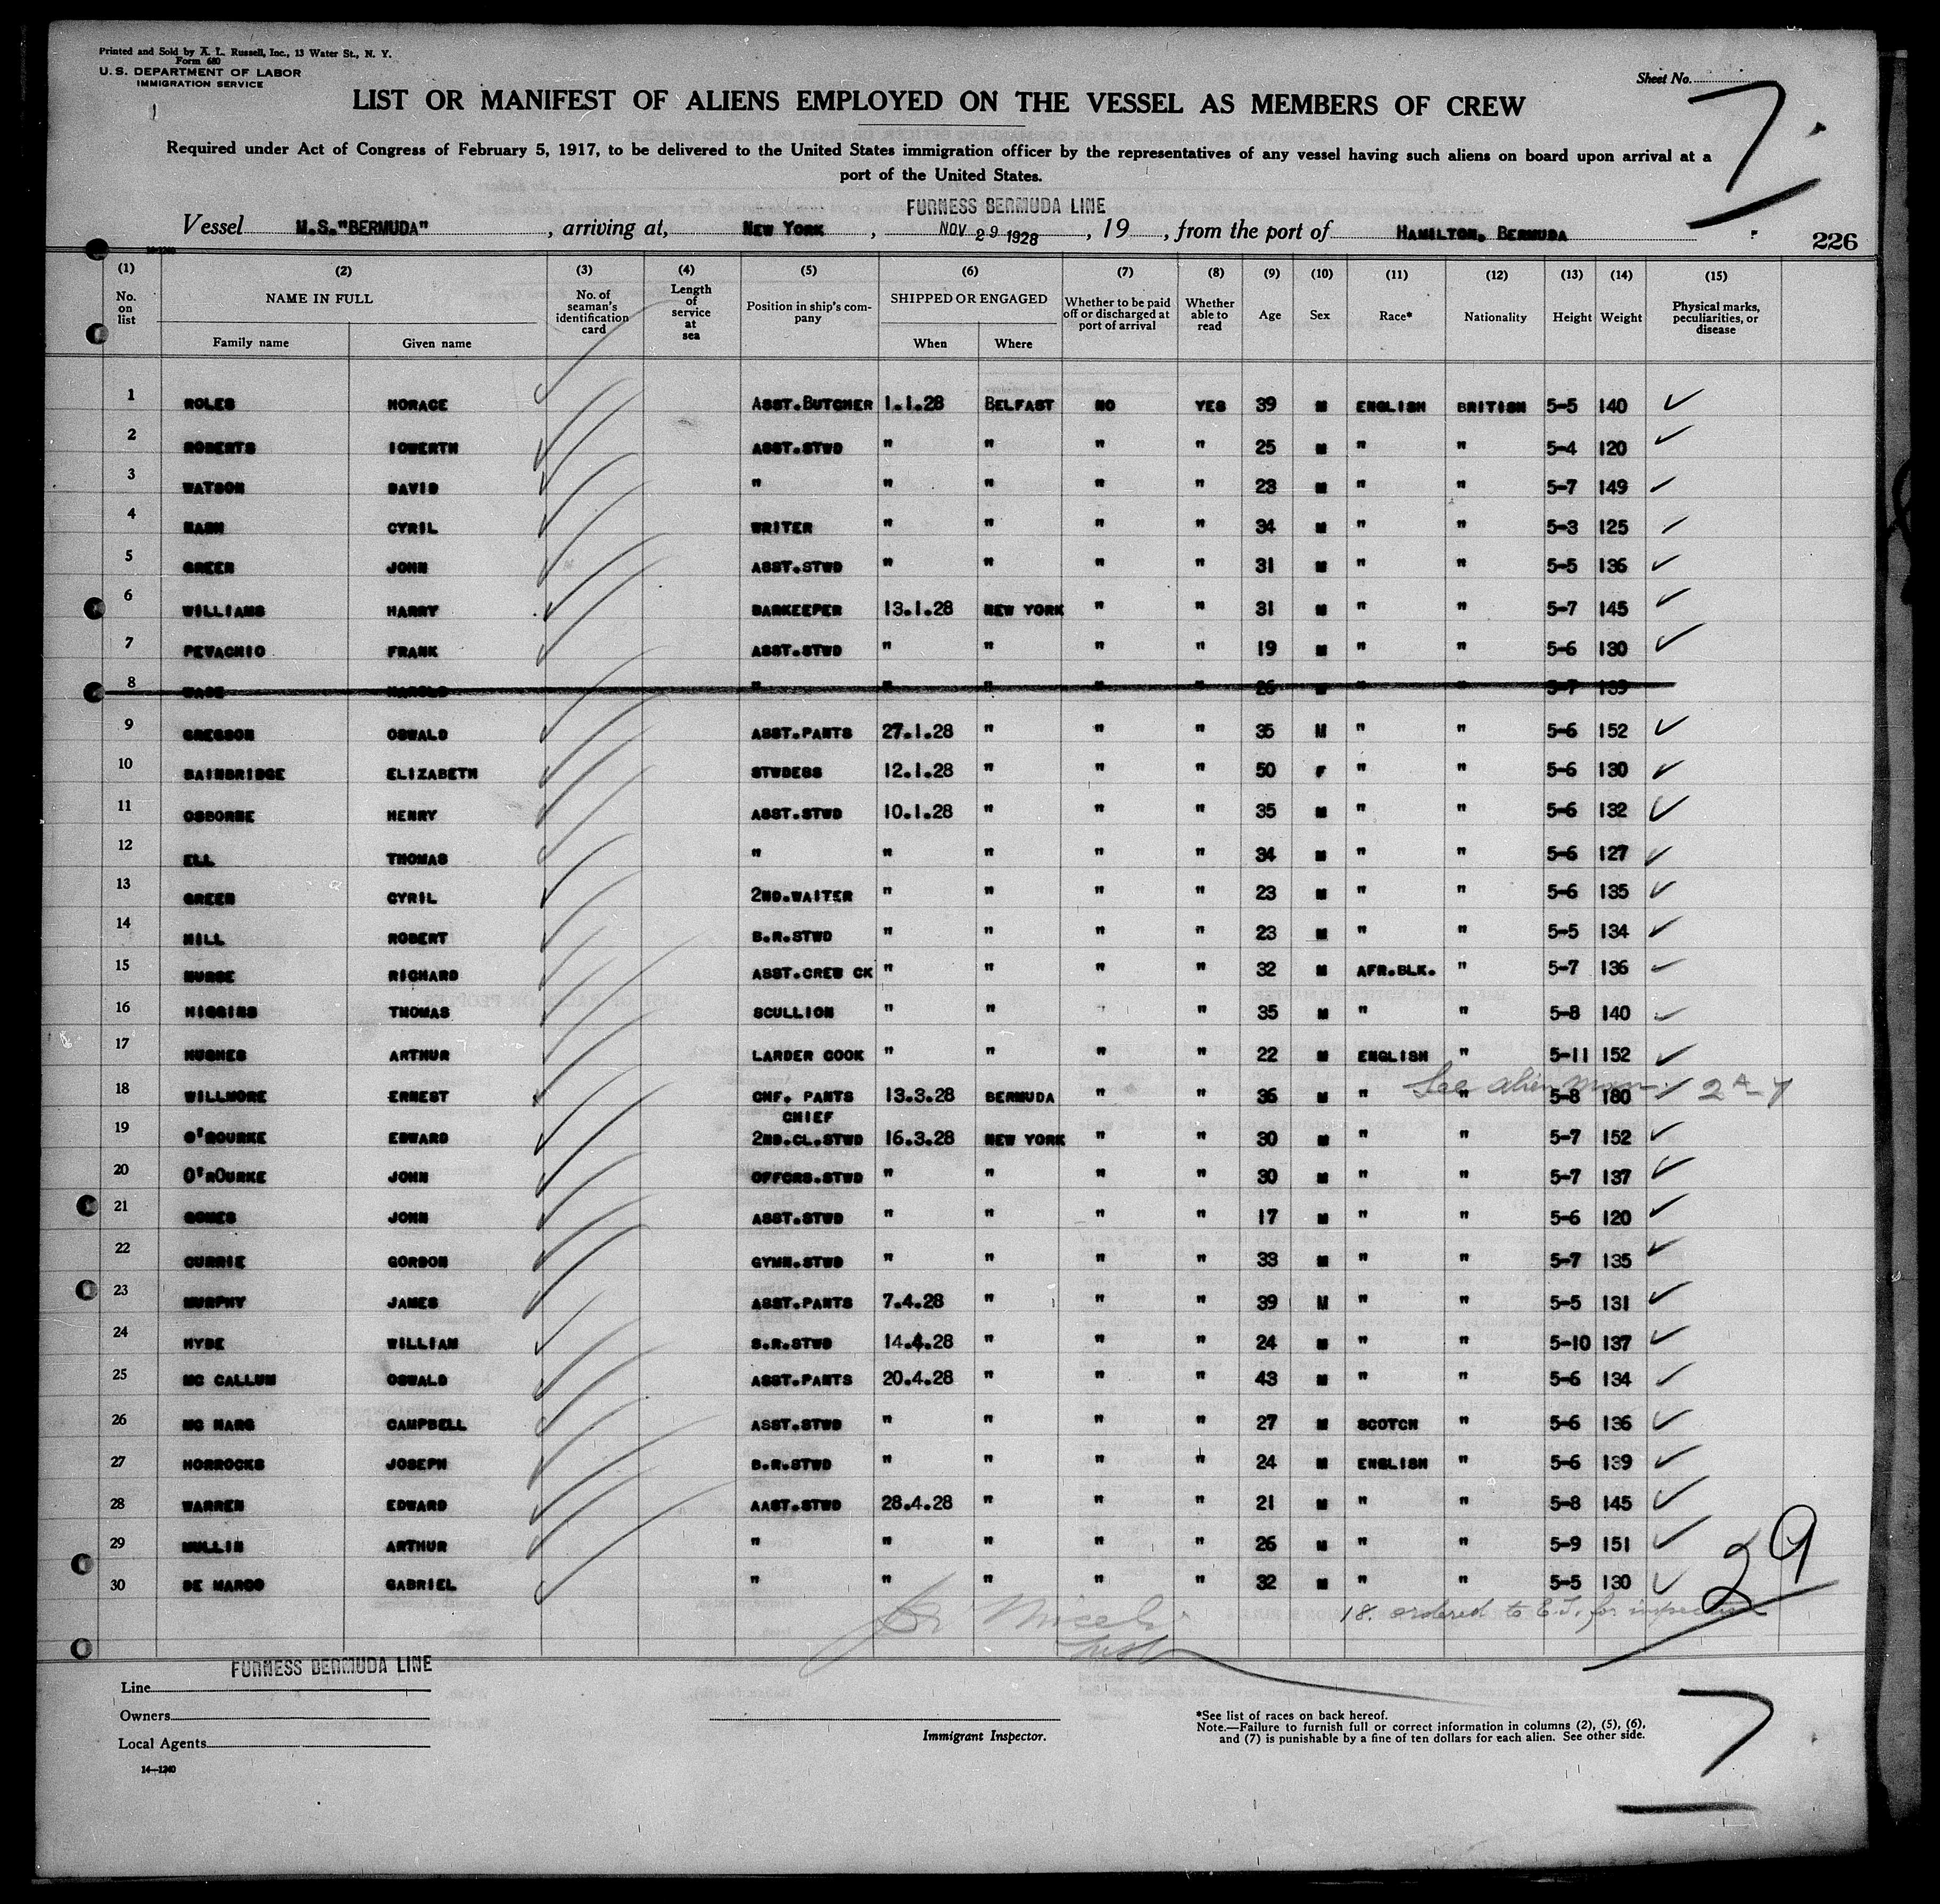 Printed and Sold by A. L. Russell, Inc., 13 Water St., N. Y.
Form 680
U. S. DEPARTMENT OF LABOR
IMMIGRATION SERVICE
Sheet No. 7.
LIST OR MANIFEST OF ALIENS EMPLOYED ON THE VESSEL AS MEMBERS OF CREW
Required under Act of Congress of February 5, 1917, to be delivered to the United States immigration officer by the representatives of any vessel having such aliens on board upon arrival at a
port of the United States.
FURNESS BERMUDA LINE
Vessel M.S."BERMUDA", arriving at, NEW YORK, NOV 29 1928, 19, from the port of HAMILTON, BERMUDA
226
(1) (2) (3) (4) (5) (6) (7) (8) (9) (10) (11) (12) (13) (14) (15)
No. on list NAME IN FULL No. of seaman's identification card Length of service at sea Position in ship's company SHIPPED OR ENGAGED Whether to be paid off or discharged at port of arrival Whether able to read Age Sex Race* Nationality Height Weight Physical marks, peculiarities, or disease
Family name Given name When Where
1 ROLES HORACE ASST.BUTCHER 1.1.28 BELFAST NO YES 39 M ENGLISH BRITISH 5-5 140
2 ROBERTS IOWERTH ASST.STWD " " " " 25 M " " 5-4 120
3 WATSON DAVID " " " " " 23 M " " 5-7 149
4 CYRIL WRITER " " " " 34 M " " 5-3 125
5 GREEN JOHN ASST.STWD " " " " 31 M " " 5-5 136
6 WILLIAMS HARRY BARKEEPER 13.1.28 NEW YORK " " 31 M " " 5-7 145
7 PEVACHIO FRANK ASST.STWD " " " " 19 M " " 5-6 130
8 HAROLD " " " " " 26 M " " 5-7 139
9 GREGSON OSWALD ASST.PANTS 27.1.28 " " " 35 M " " 5-6 152
10 BAINBRIDGE ELIZABETH STWDESS 12.1.28 " " " 50 F " " 5-6 130
11 OSBORNE HENRY ASST.STWD 10.1.28 " " " 35 M " " 5-6 132
12 ELL THOMAS " " " " " 34 M " " 5-6 127
13 GREEN CYRIL 2ND.WAITER " " " " 23 M " " 5-6 135
14 HILL ROBERT B.R.STWD " " " " 23 M " " 5-5 134
15 NURSE RICHARD ASST.CREW CK " " " " 32 M AFR.BLK. " 5-7 136
16 HIGGINS THOMAS SCULLION " " " " 35 M " " 5-8 140
17 HUGHES ARTHUR LARDER COOK " " " " 22 M ENGLISH " 5-11 152
See alien man
18 WILLMORE ERNEST CHF. PANTS 13.3.28 BERMUDA " " 36 M " " 5-8 180
CHIEF
19 O'ROURKE EDWARD 2ND.CL.STWD 16.3.28 NEW YORK " " 30 M " " 5-7 152
20 O'ROURKE JOHN OFFCRS.STWD " " " " 30 M " " 5-7 137
21 GOMES JOHN ASST.STWD " " " " 17 M " " 5-6 120
22 CURRIE GORDON GYMN.STWD " " " " 33 M " " 5-7 135
23 MURPHY JAMES ASST.PANTS 7.4.28 " " " 39 M " " 5-5 131
24 HYDE WILLIAM B.R.STWD 14.4.28 " " " 24 M " " 5-10 137
25 MC CALLUM OSWALD ASST.PANTS 20.4.28 " " " 43 M " " 5-6 134
26 MC HARG CAMPBELL ASST.STWD " " " " 27 M SCOTCH " 5-6 136
27 HORROCKS JOSEPH B.R.STWD " " " " 24 M ENGLISH " 5-6 139
28 WARREN EDWARD AAST.STWD 28.4.28 " " " 21 M " " 5-8 145
29 MULLIN ARTHUR " " " " " 26 M " " 5-9 151
30 DE MARCO GABRIEL " " " " " 32 M " " 5-5 130
29
18. ordered to E.I. for inspection
FURNESS BERMUDA LINE
Line
Owners
Local Agents
Immigrant Inspector.
*See list of races on back hereof.
Note.—Failure to furnish full or correct information in columns (2), (5), (6),
and (7) is punishable by a fine of ten dollars for each alien. See other side.
14—1240
7